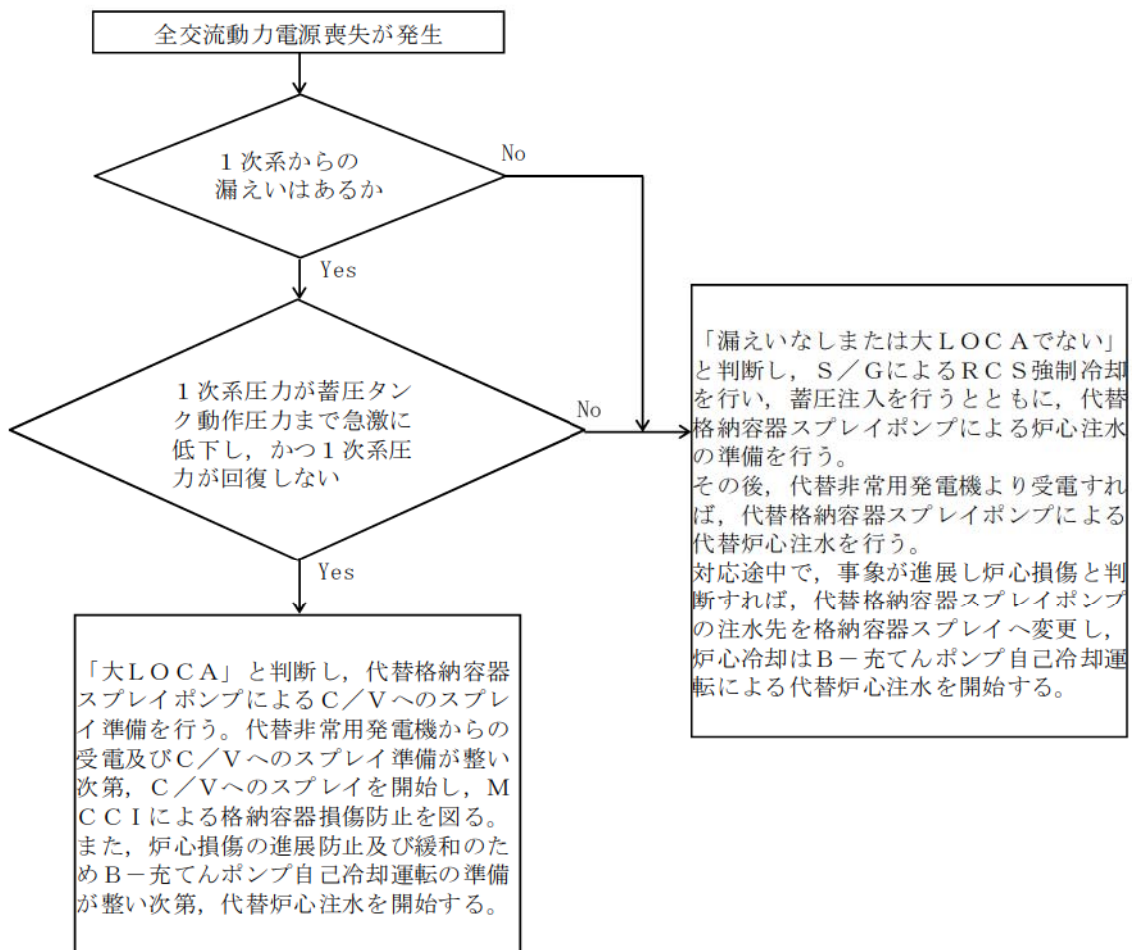 全交流動力電源喪失が発生
１次系からの
漏えいはあるか
No
Yes
１次系圧力が蓄圧タン
ク動作圧力まで急激に
低下し，かつ１次系圧
力が回復しない
No
Yes
「漏えいなしまたは大ＬＯＣＡでない」
と判断し，Ｓ／ＧによるＲＣＳ強制冷却
を行い，蓄圧注入を行うとともに，代替
格納容器スプレイポンプによる炉心注水
の準備を行う。
その後，代替非常用発電機より受電すれ
ば，代替格納容器スプレイポンプによる
代替炉心注水を行う。
対応途中で，事象が進展し炉心損傷と判
断すれば，代替格納容器スプレイポンプ
の注水先を格納容器スプレイへ変更し，
炉心冷却はＢ－充てんポンプ自己冷却運
転による代替炉心注水を開始する。
「大ＬＯＣＡ」と判断し，代替格納容器
スプレイポンプによるＣ／Ｖへのスプレ
イ準備を行う。代替非常用発電機からの
受電及びＣ／Ｖへのスプレイ準備が整い
次第，Ｃ／Ｖへのスプレイを開始し，Ｍ
ＣＣＩによる格納容器損傷防止を図る。
また，炉心損傷の進展防止及び緩和のた
めＢ－充てんポンプ自己冷却運転の準備
が整い次第，代替炉心注水を開始する。